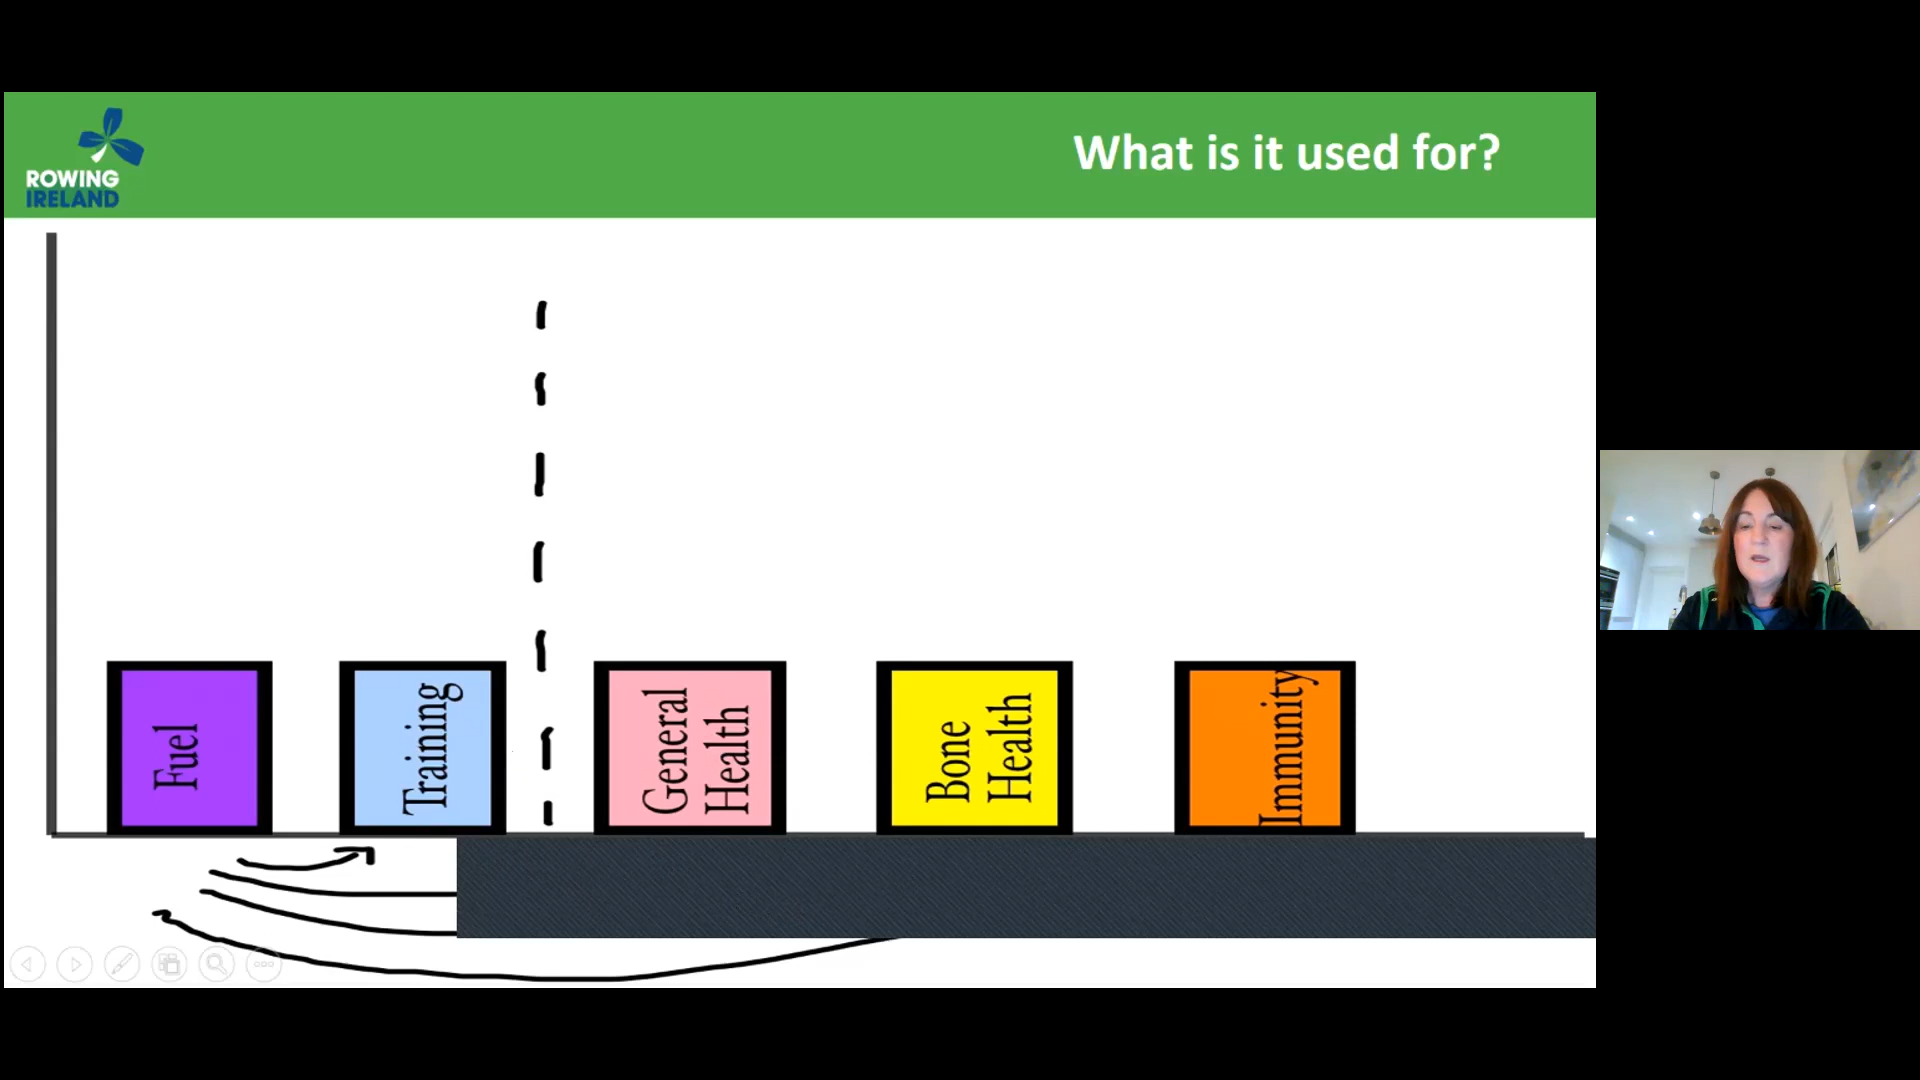 ROWING
IRELAND
What is it used for?
Fuel
Training
General
Health
Bone
Health
Immunity